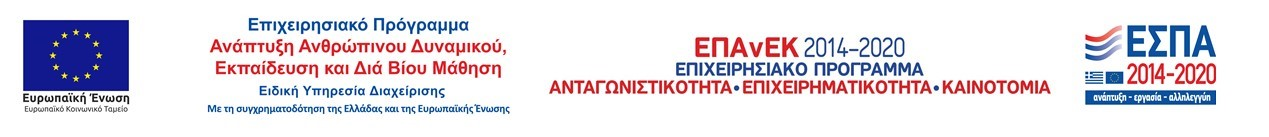 Ευρωπαϊκή Ένωση
Ευρωπαϊκό Κοινωνικό Ταμείο
Επιχειρησιακό Πρόγραμμα
Ανάπτυξη Ανθρώπινου Δυναμικού,
Εκπαίδευση και Διά Βίου Μάθηση
Ειδική Υπηρεσία Διαχείρισης
Με τη συγχρηματοδότηση της Ελλάδας και της Ευρωπαϊκής Ένωσης
ΕΠΑνΕΚ 2014–2020
ΕΠΙΧΕΙΡΗΣΙΑΚΟ ΠΡΟΓΡΑΜΜΑ
ΑΝΤΑΓΩΝΙΣΤΙΚΟΤΗΤΑ•ΕΠΙΧΕΙΡΗΜΑΤΙΚΟΤΗΤΑ•ΚΑΙΝΟΤΟΜΙΑ
ΕΣΠΑ
2014-2020
ανάπτυξη - εργασία - αλληλεγγύη